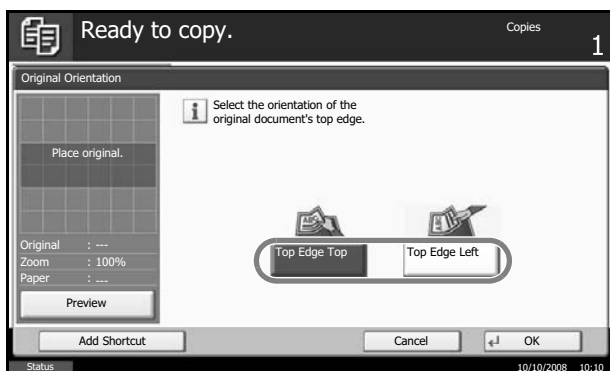 Ready to copy.
Copies
1
Original Orientation
Select the orientation of the
original document's top edge.
Place original.
Original : ---
Zoom : 100%
Paper : ---
Preview
Top Edge Top
Top Edge Left
Add Shortcut
Cancel
OK
Status
10/10/2008 10:10